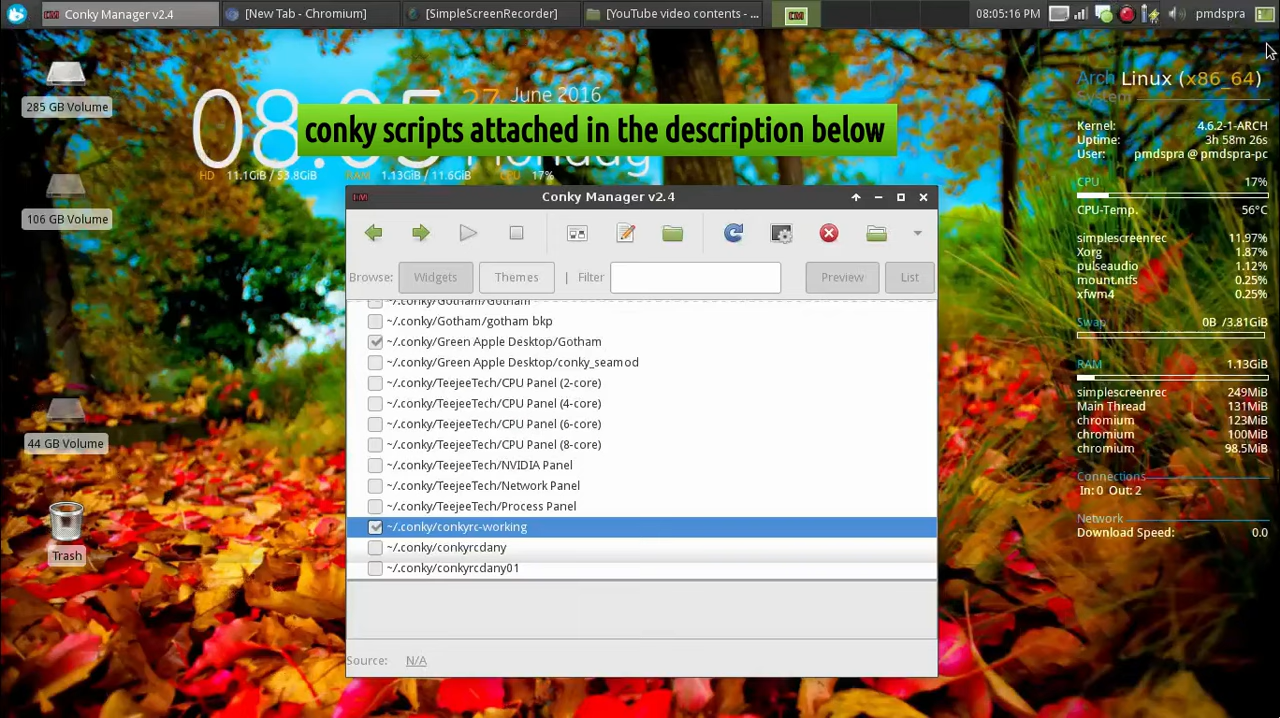 Conky Manager v2.4
[New Tab - Chromium]
[SimpleScreenRecorder]
[YouTube video contents - ...
08:05:16 PM
pmdspra
285 GB Volume
106 GB Volume
44 GB Volume
Trash
08:05
27 June 2016
Monday
HD 11.1GiB / 53.8GiB RAM 1.13GiB / 11.6GiB CPU 17%
conky scripts attached in the description below
Conky Manager v2.4
Browse: Widgets Themes | Filter Preview List
~/.conky/Gotham/Gotham
~/.conky/Gotham/gotham bkp
~/.conky/Green Apple Desktop/Gotham
~/.conky/Green Apple Desktop/conky_seamod
~/.conky/TeejeeTech/CPU Panel (2-core)
~/.conky/TeejeeTech/CPU Panel (4-core)
~/.conky/TeejeeTech/CPU Panel (6-core)
~/.conky/TeejeeTech/CPU Panel (8-core)
~/.conky/TeejeeTech/NVIDIA Panel
~/.conky/TeejeeTech/Network Panel
~/.conky/TeejeeTech/Process Panel
~/.conky/conkyrc-working
~/.conky/conkyrcdany
~/.conky/conkyrcdany01
Source: N/A
Arch Linux (x86_64)
System
Kernel: 4.6.2-1-ARCH
Uptime: 3h 58m 26s
User: pmdspra @ pmdspra-pc
CPU 17%
CPU-Temp. 56°C
simplescreenrec 11.97%
Xorg 1.87%
pulseaudio 1.12%
mount.ntfs 0.25%
xfwm4 0.25%
Swap 0B /3.81GiB
RAM 1.13GiB
simplescreenrec 249MiB
Main Thread 131MiB
chromium 123MiB
chromium 100MiB
chromium 98.5MiB
Connections
In: 0 Out: 2
Network
Download Speed: 0.0